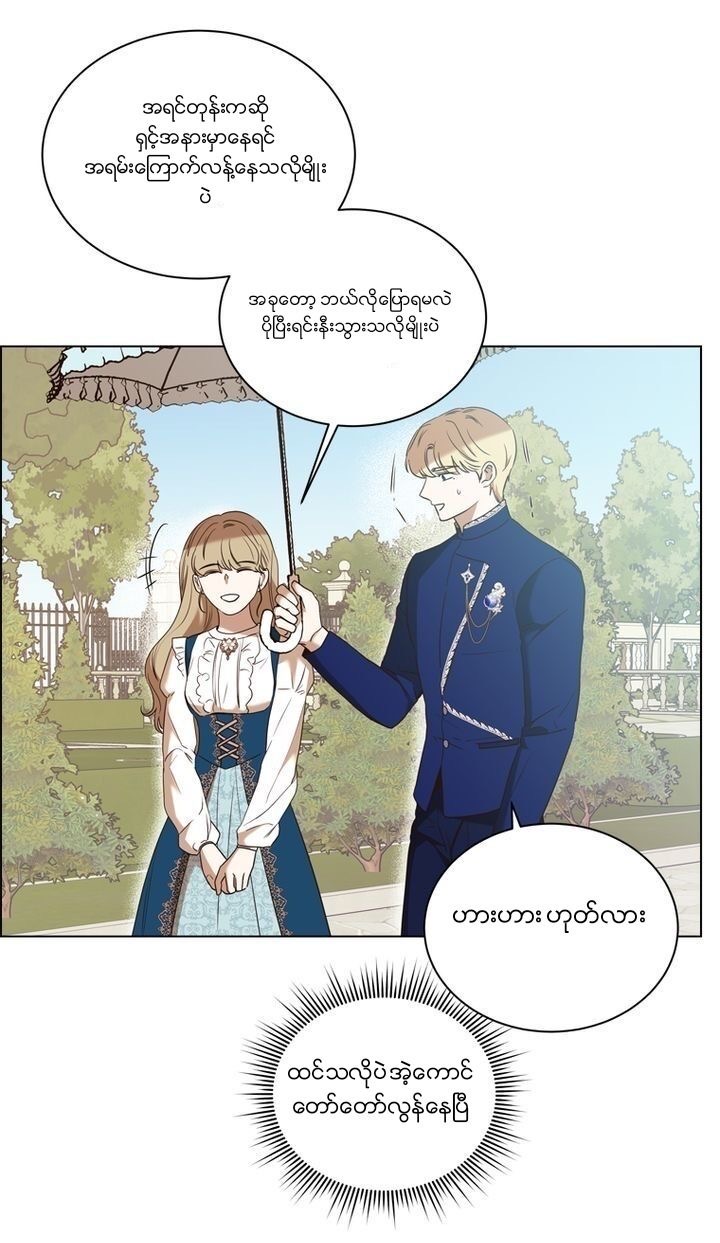 အရင်တုန်းကဆို
ရှင့်အနားမှာနေရင်
အရမ်းကြောက်လန့်နေသလိုမျိုး
ပဲ
အခုတော့ ဘယ်လိုပြောရမလဲ
ပိုပြီးရင်းနီးသွားသလိုမျိုးပဲ
ဟားဟား ဟုတ်လား
ထင်သလိုပဲ အဲ့ကောင်
တော်တော်လွန်နေပြီ